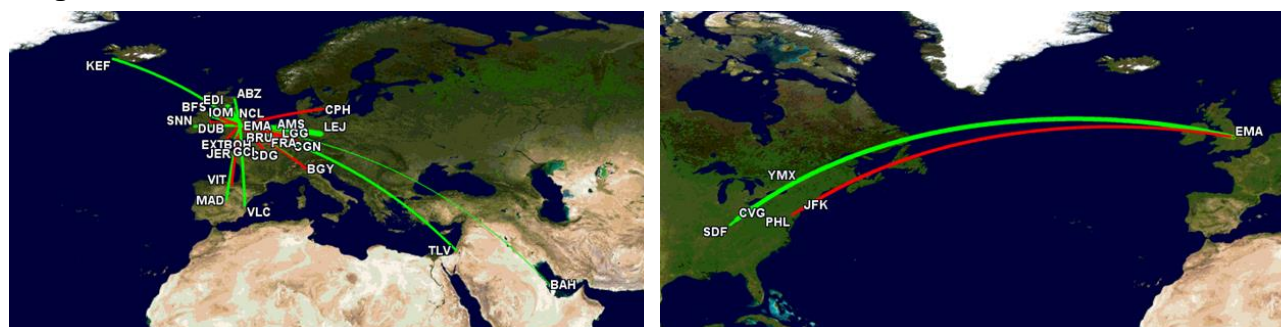 KEF
ABZ
EDI
BFS
IOM
NCL
CPH
SNN
DUB
EMA
AMS
LEJ
BRU
LGG
EXT
BOH
FRA
CGN
JER
GCI
CDG
BGY
VIT
MAD
VLC
TLV
BAH
EMA
YMX
JFK
CVG
PHL
SDF